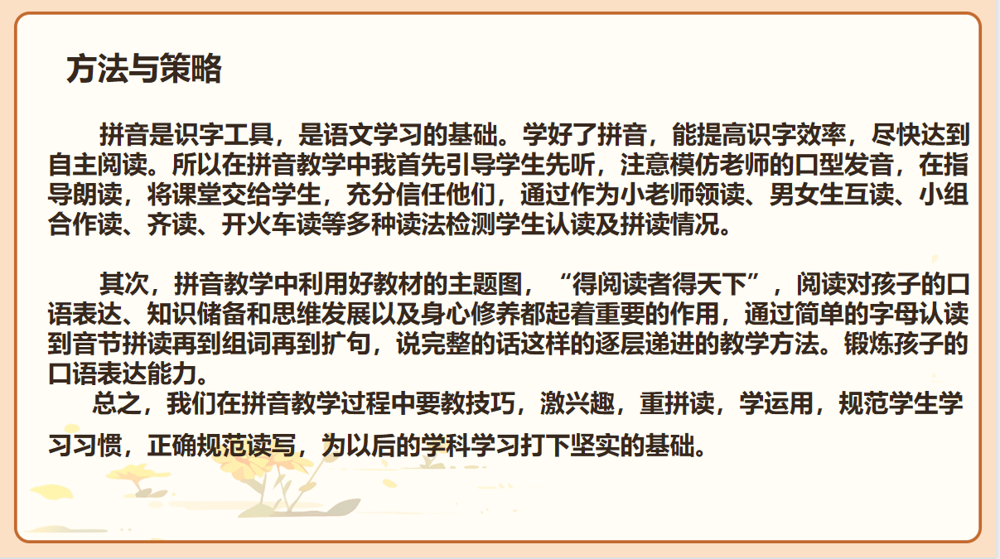 方法与策略
拼音是识字工具，是语文学习的基础。学好了拼音，能提高识字效率，尽快达到
自主阅读。所以在拼音教学中我首先引导学生先听，注意模仿老师的口型发音，在指
导朗读，将课堂交给学生，充分信任他们，通过作为小老师领读、男女生互读、小组
合作读、齐读、开火车读等多种读法检测学生认读及拼读情况。
其次，拼音教学中利用好教材的主题图，“得阅读者得天下”，阅读对孩子的口
语表达、知识储备和思维发展以及身心修养都起着重要的作用，通过简单的字母认读
到音节拼读再到组词再到扩句，说完整的话这样的逐层递进的教学方法。锻炼孩子的
口语表达能力。
总之，我们在拼音教学过程中要教技巧，激兴趣，重拼读，学运用，规范学生学
习习惯，正确规范读写，为以后的学科学习打下坚实的基础。